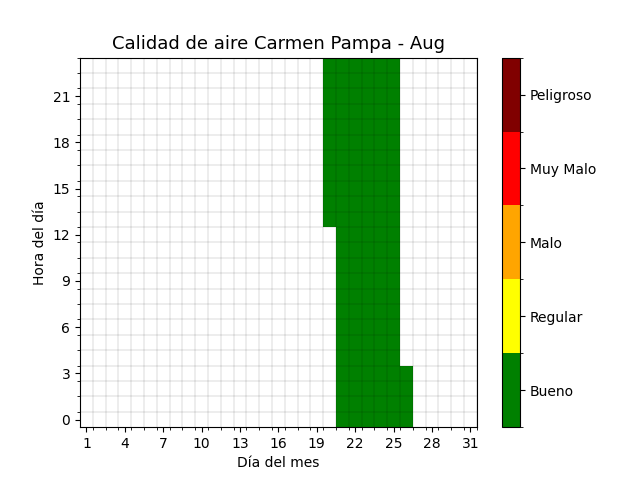 Calidad de aire Carmen Pampa - Aug
Hora del día
21
18
15
12
9
6
3
0
1 4 7 10 13 16 19 22 25 28 31
Día del mes
Peligroso
Muy Malo
Malo
Regular
Bueno